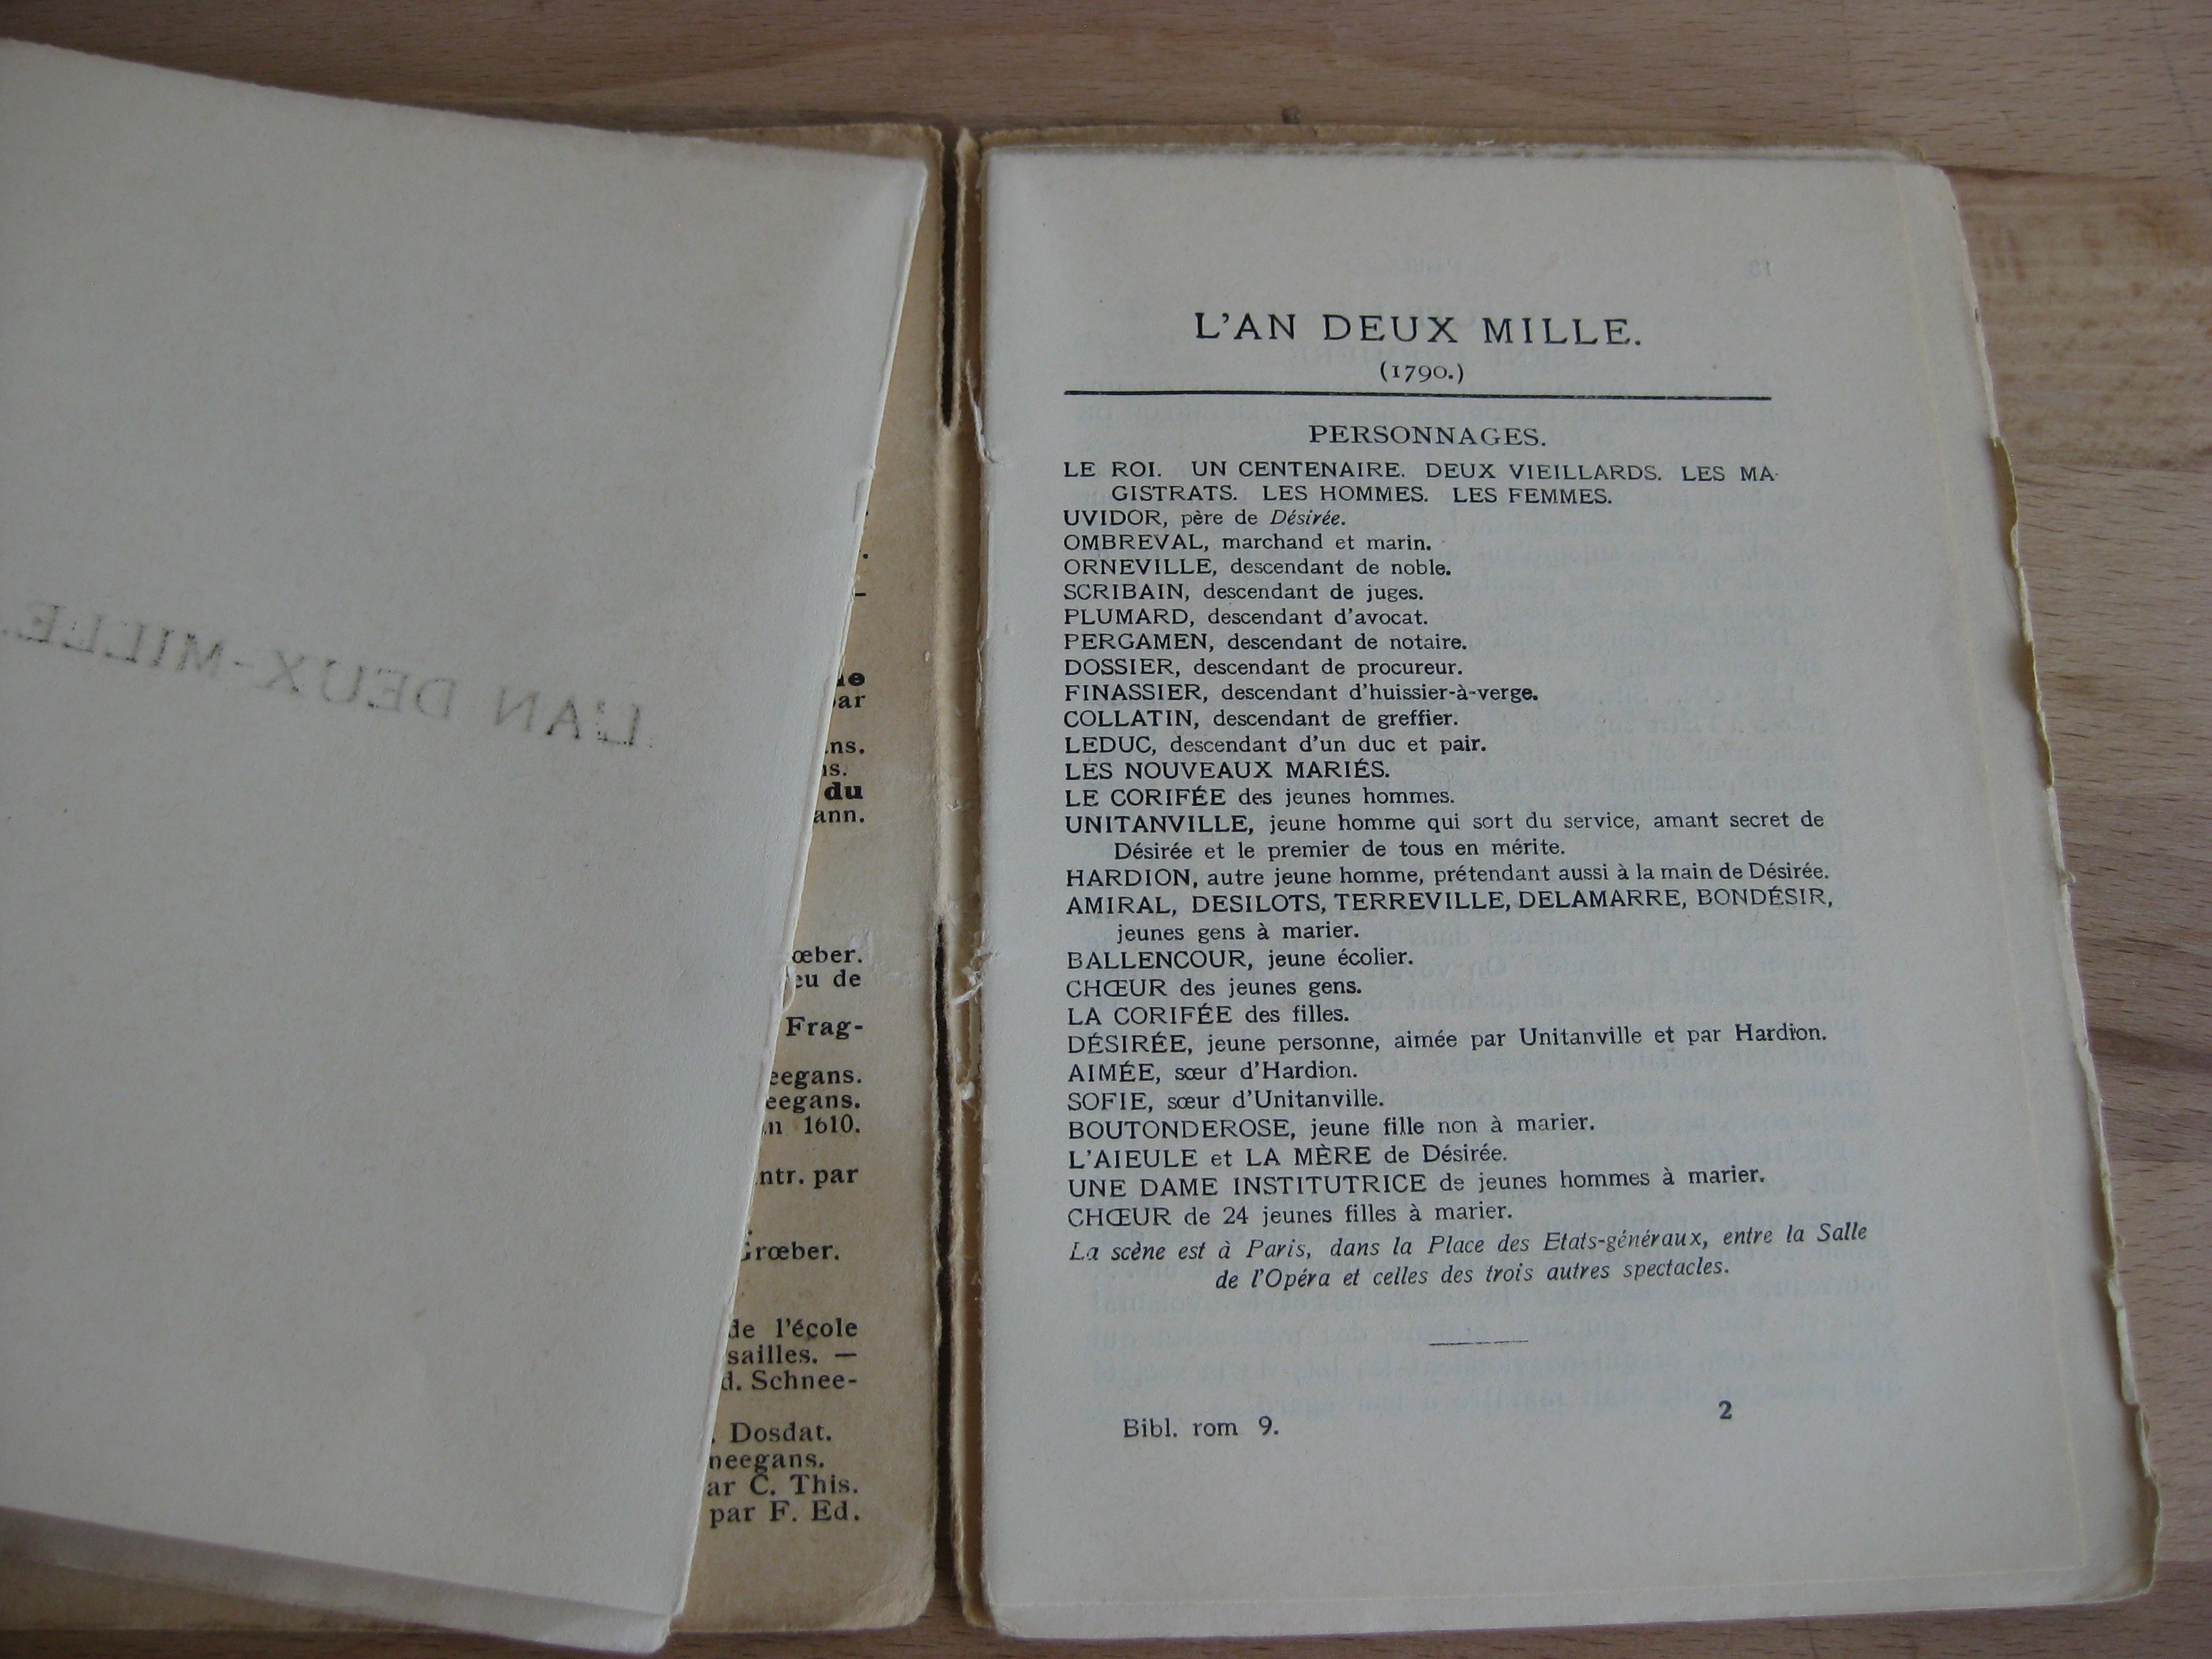 L'AN DEUX-MILLE.
ns.
du
ann.
œber.
eu de
Frag-
eegans.
eegans.
1610.
ntr. par
Grœber.
de l'école
sailles. —
d. Schnee-
Dosdat.
neegans.
ar C. This.
par F. Ed.
L'AN DEUX MILLE.
(1790.)
PERSONNAGES.
LE ROI. UN CENTENAIRE. DEUX VIEILLARDS. LES MA-
GISTRATS. LES HOMMES. LES FEMMES.
UVIDOR, père de Désirée.
OMBREVAL, marchand et marin.
ORNEVILLE, descendant de noble.
SCRIBAIN, descendant de juges.
PLUMARD, descendant d'avocat.
PERGAMEN, descendant de notaire.
DOSSIER, descendant de procureur.
FINASSIER, descendant d'huissier-à-verge.
COLLATIN, descendant de greffier.
LEDUC, descendant d'un duc et pair.
LES NOUVEAUX MARIÉS.
LE CORIFÉE des jeunes hommes.
UNITANVILLE, jeune homme qui sort du service, amant secret de
Désirée et le premier de tous en mérite.
HARDION, autre jeune homme, prétendant aussi à la main de Désirée.
AMIRAL, DESILOTS, TERREVILLE, DELAMARRE, BONDÉSIR,
jeunes gens à marier.
BALLENCOUR, jeune écolier.
CHŒUR des jeunes gens.
LA CORIFÉE des filles.
DÉSIRÉE, jeune personne, aimée par Unitanville et par Hardion.
AIMÉE, sœur d'Hardion.
SOFIE, sœur d'Unitanville.
BOUTONDEROSE, jeune fille non à marier.
L'AIEULE et LA MÈRE de Désirée.
UNE DAME INSTITUTRICE de jeunes hommes à marier.
CHŒUR de 24 jeunes filles à marier.
La scène est à Paris, dans la Place des Etats-généraux, entre la Salle
de l'Opéra et celles des trois autres spectacles.
Bibl. rom 9.
2